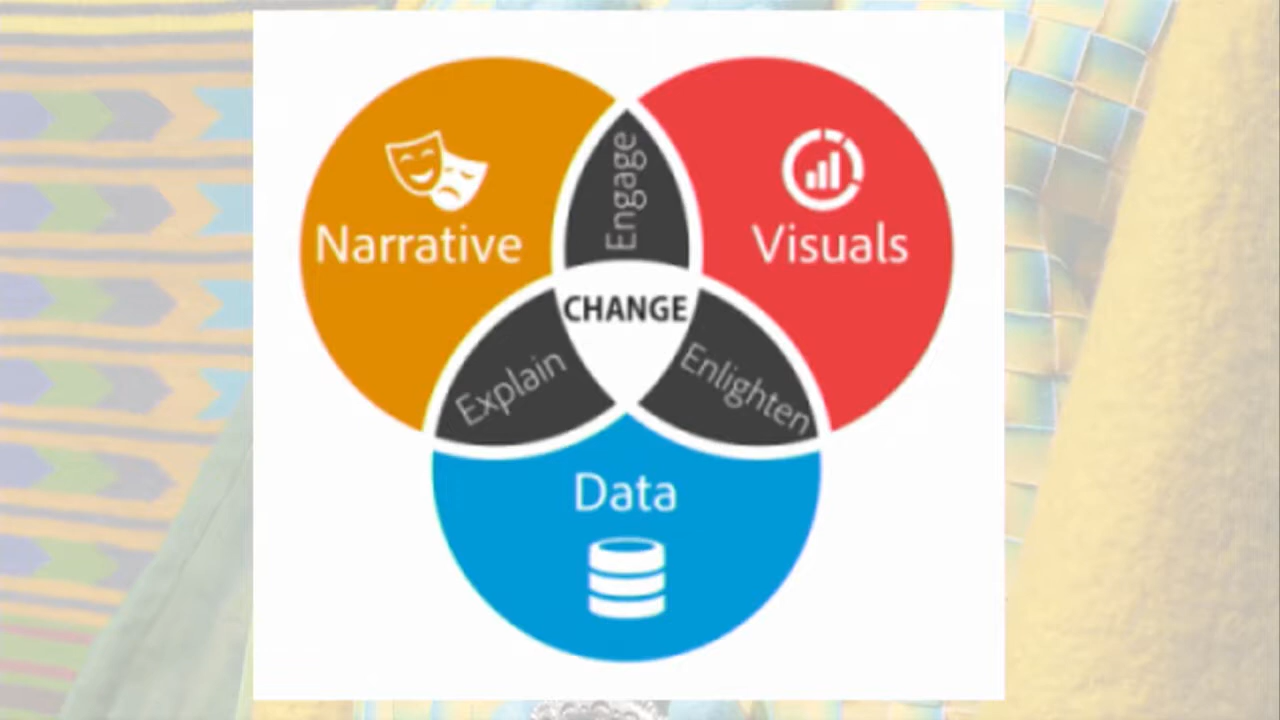 Engage
Narrative
Visuals
CHANGE
Explain
Enlighten
Data